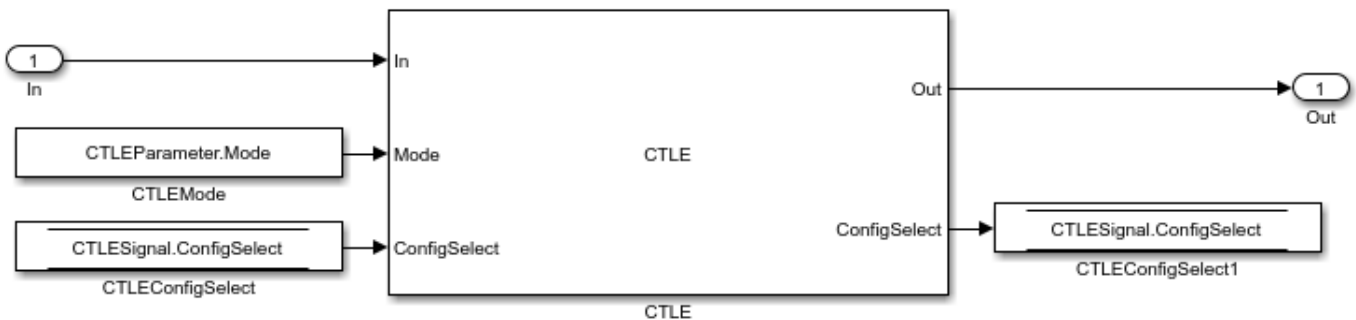 1
In
CTLEParameter.Mode
CTLEMode
CTLESignal.ConfigSelect
CTLEConfigSelect
In
Mode
ConfigSelect
CTLE
Out
ConfigSelect
CTLE
1
Out
CTLESignal.ConfigSelect
CTLEConfigSelect1